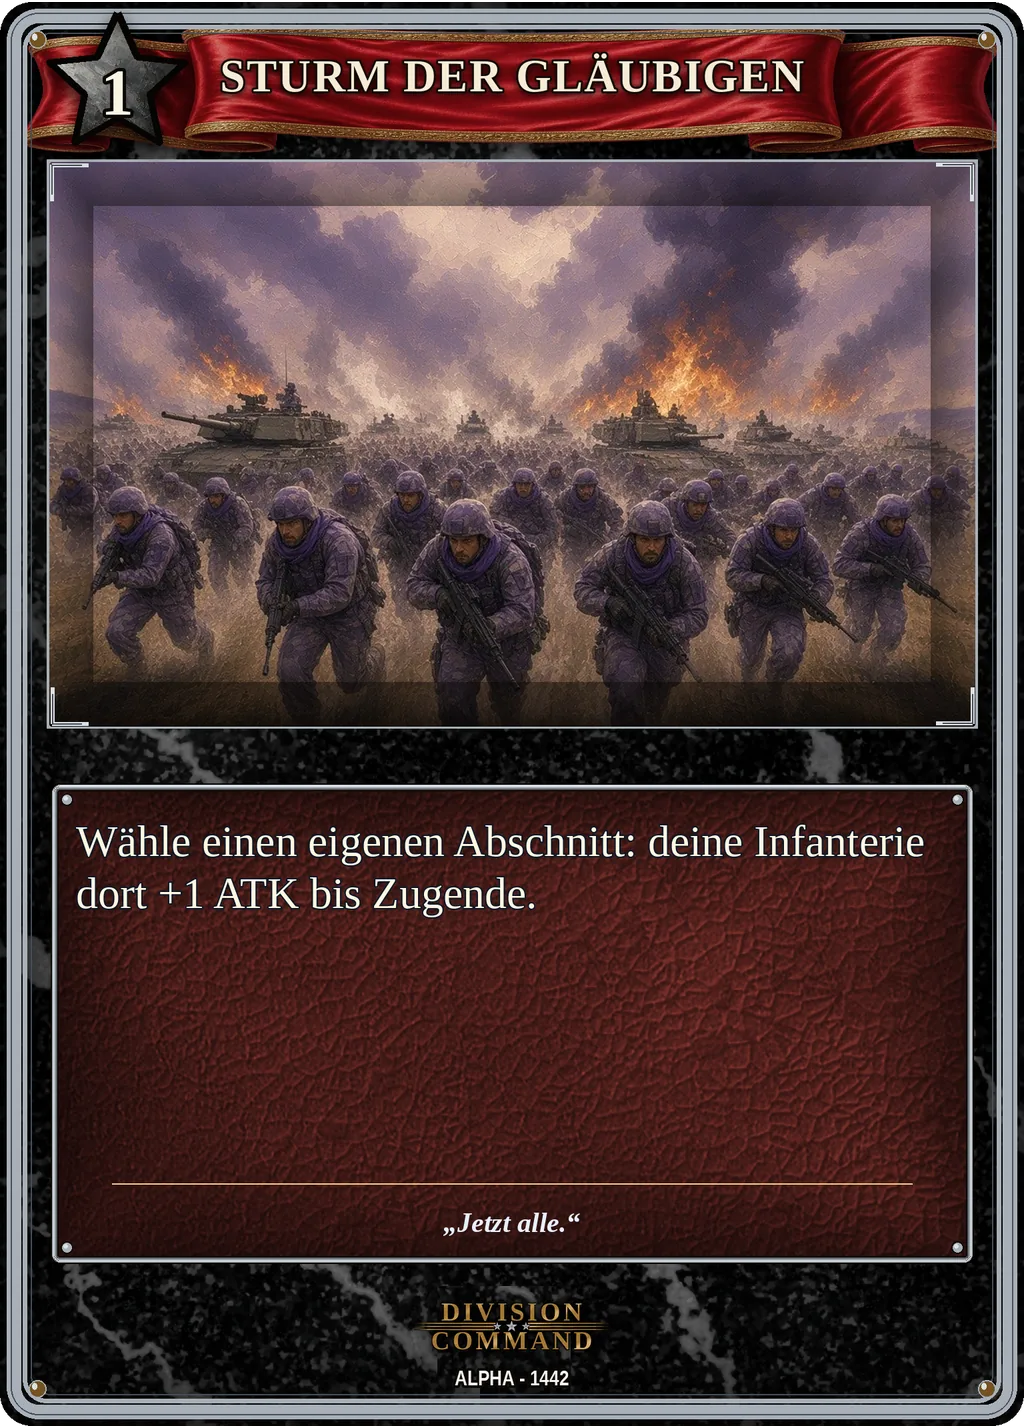 1
STURM DER GLÄUBIGEN
Wähle einen eigenen Abschnitt: deine Infanterie
dort +1 ATK bis Zugende.
„Jetzt alle.“
DIVISION
COMMAND
ALPHA - 1442